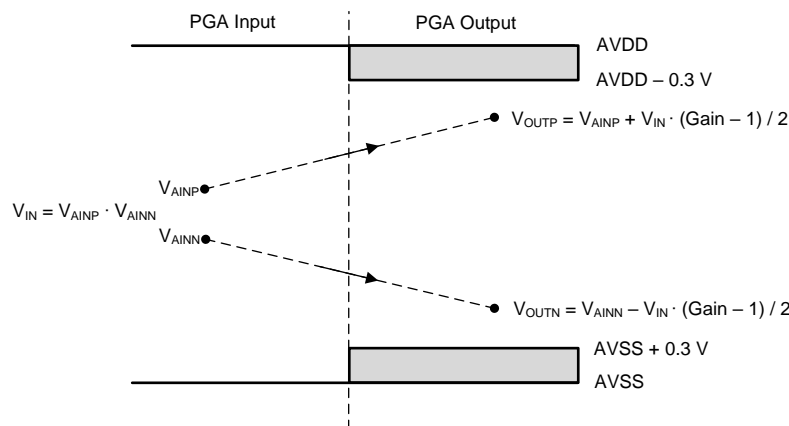 PGA Input
PGA Output
AVDD
AVDD – 0.3 V
V_OUTP = V_AINP + V_IN · (Gain – 1) / 2
V_AINP
V_IN = V_AINP · V_AINN
V_AINN
V_OUTN = V_AINN – V_IN · (Gain – 1) / 2
AVSS + 0.3 V
AVSS